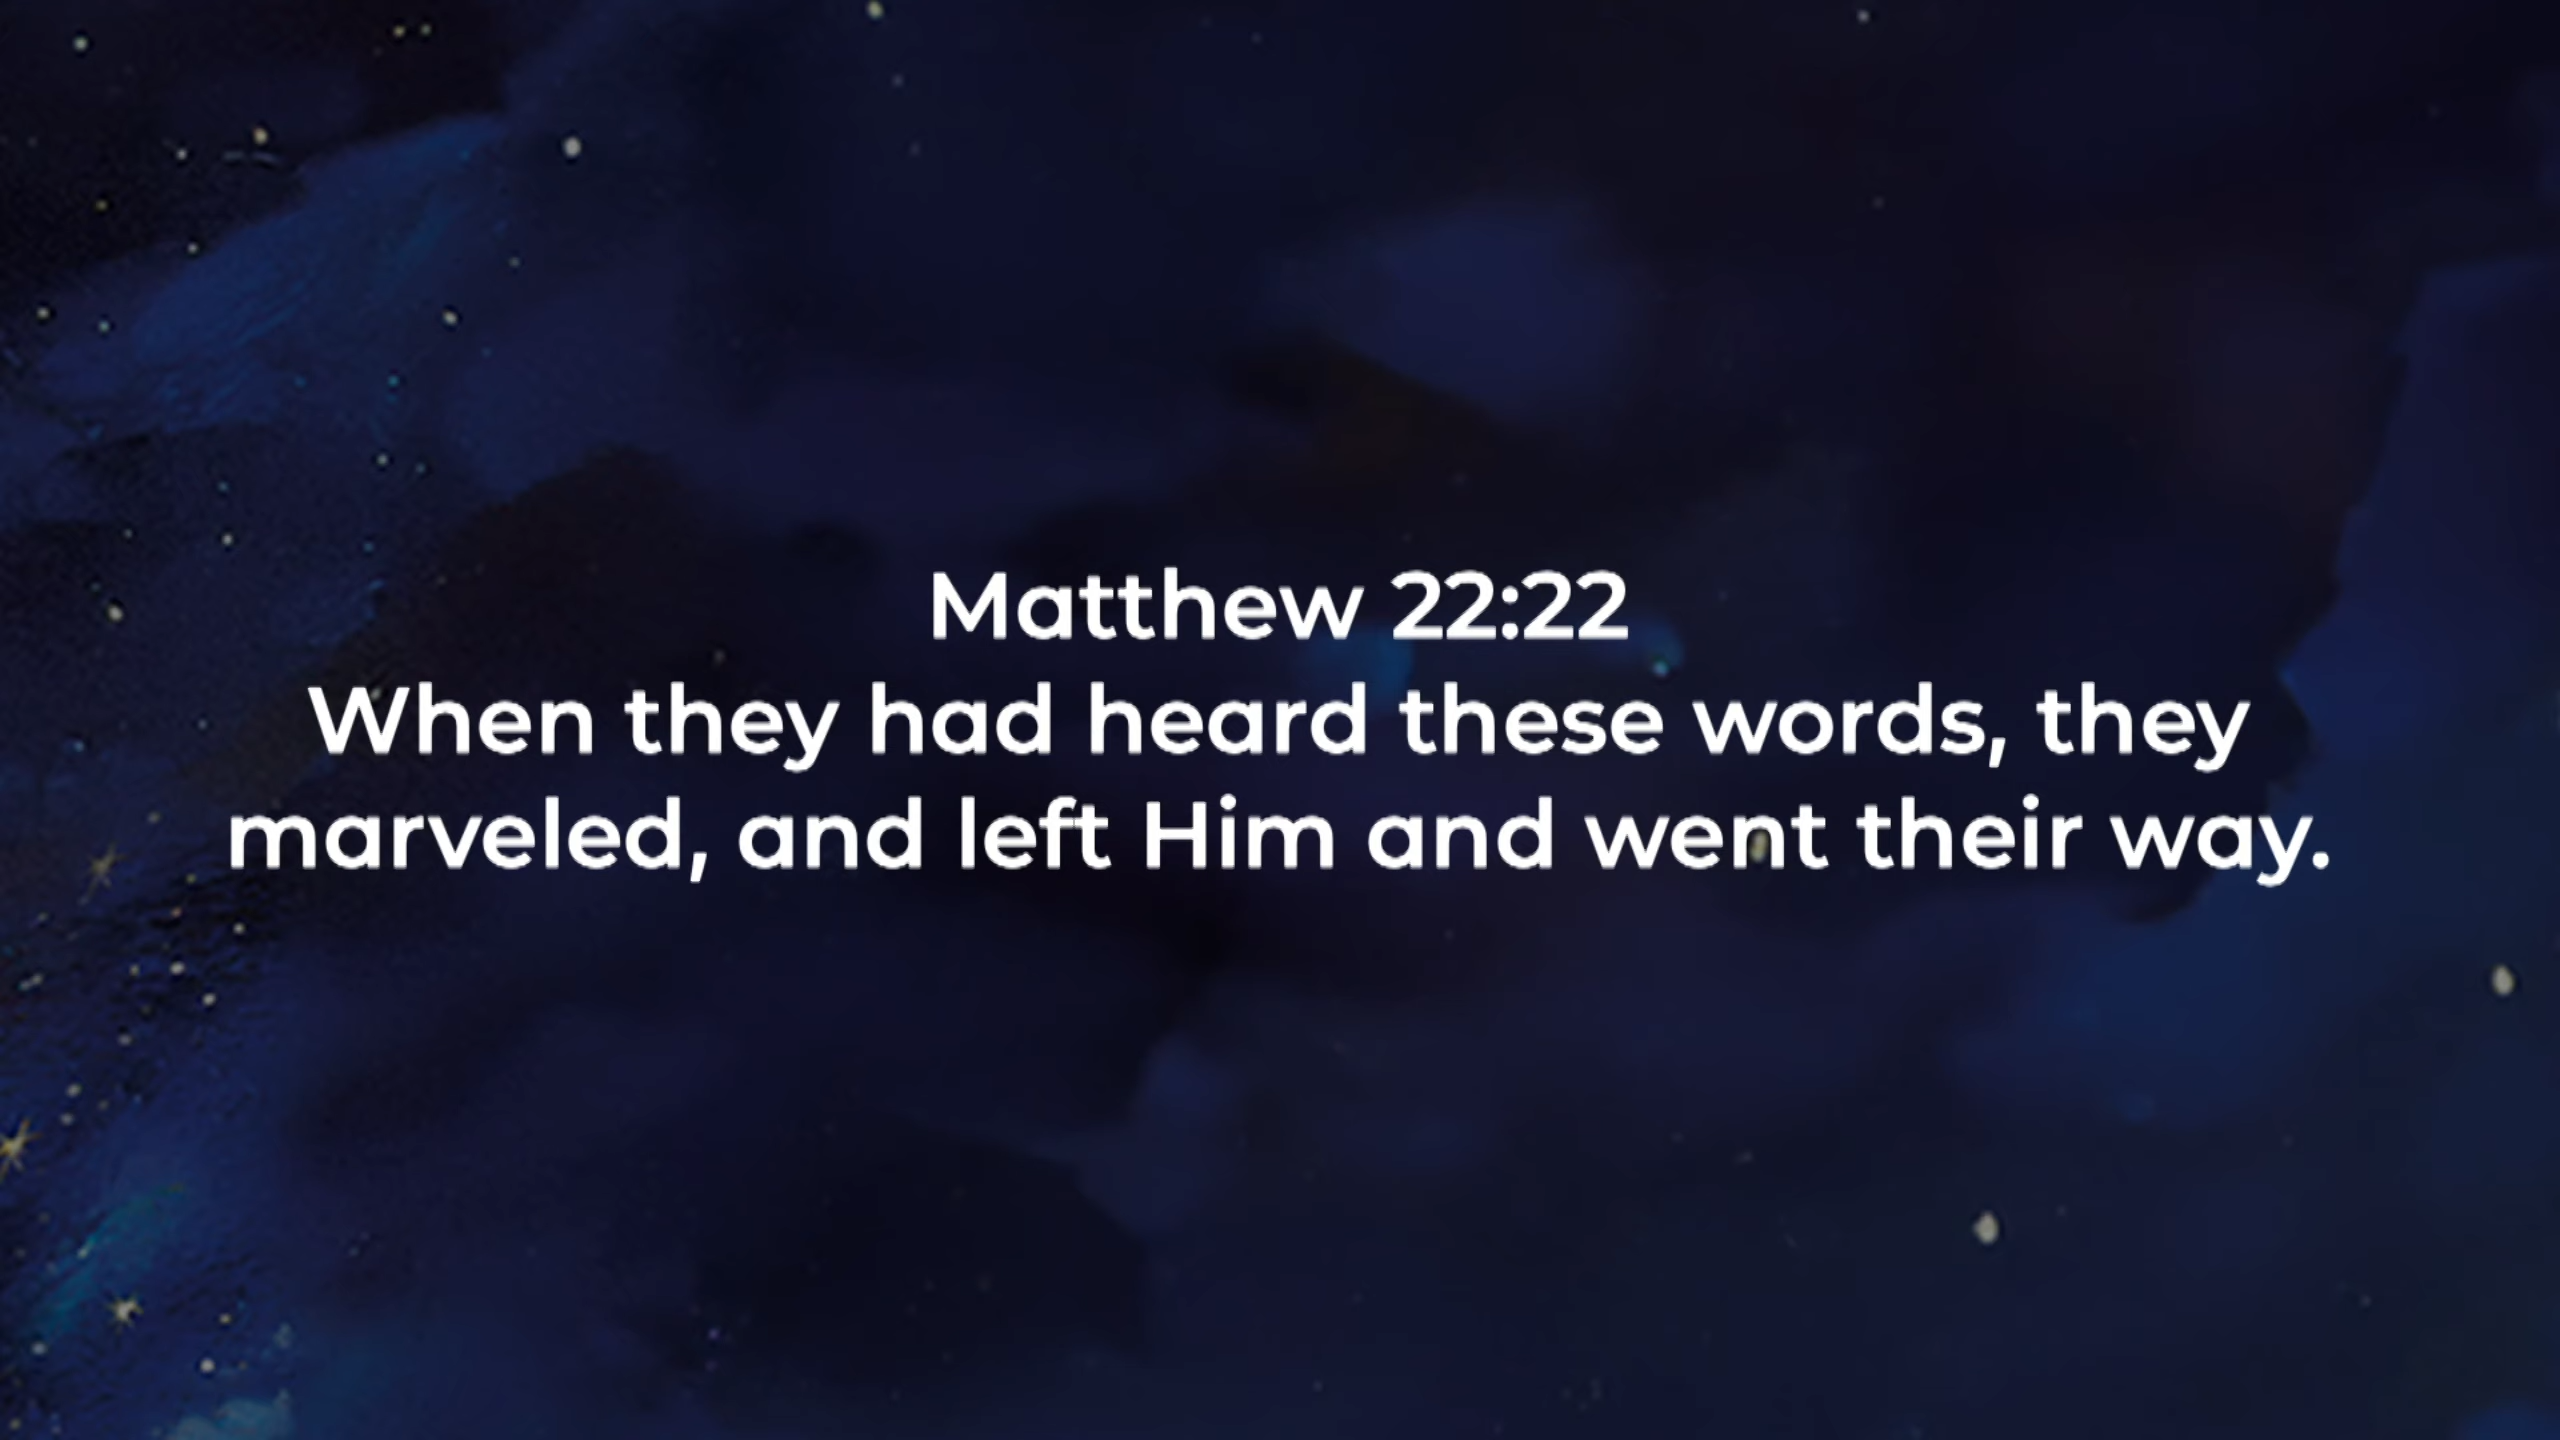 Matthew 22:22
When they had heard these words, they
marveled, and left Him and went their way.